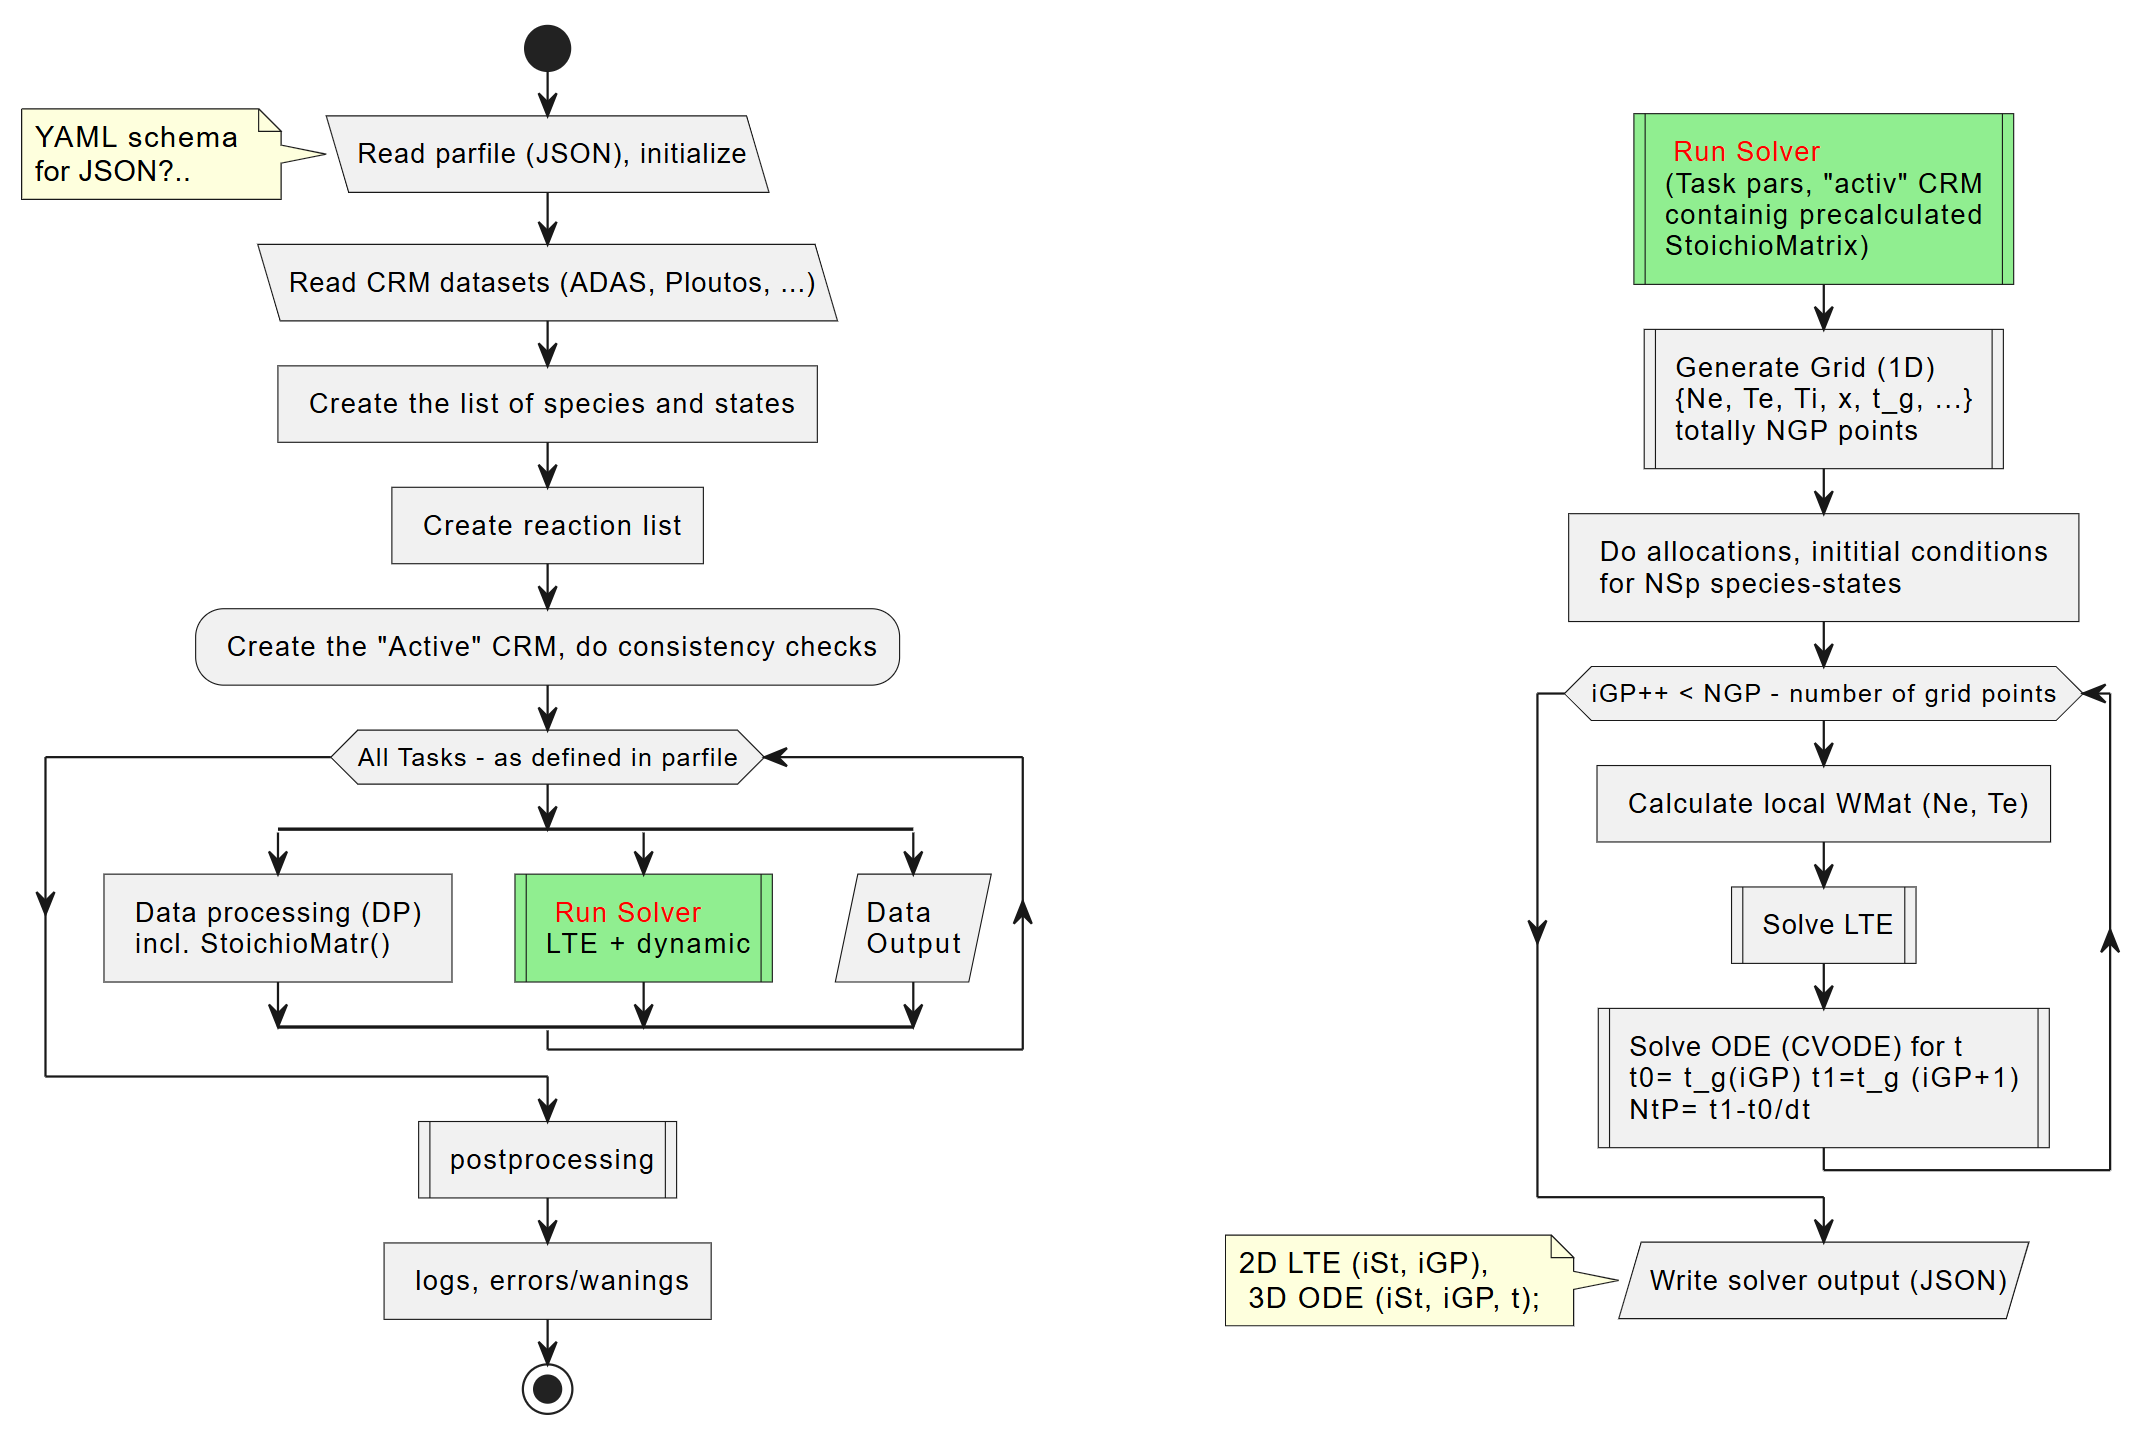 YAML schema
for JSON?..
Read parfile (JSON), initialize
Read CRM datasets (ADAS, Ploutos, ...)
Create the list of species and states
Create reaction list
Create the "Active" CRM, do consistency checks
All Tasks - as defined in parfile
Data processing (DP)
incl. StoichioMatr()
Run Solver
LTE + dynamic
Data
Output
postprocessing
logs, errors/wanings
Run Solver
(Task pars, "activ" CRM
containig precalculated
StoichioMatrix)
Generate Grid (1D)
{Ne, Te, Ti, x, t_g, ...}
totally NGP points
Do allocations, inititial conditions
for NSp species-states
iGP++ < NGP - number of grid points
Calculate local WMat (Ne, Te)
Solve LTE
Solve ODE (CVODE) for t
t0= t_g(iGP) t1=t_g (iGP+1)
NtP= t1-t0/dt
2D LTE (iSt, iGP),
3D ODE (iSt, iGP, t);
Write solver output (JSON)